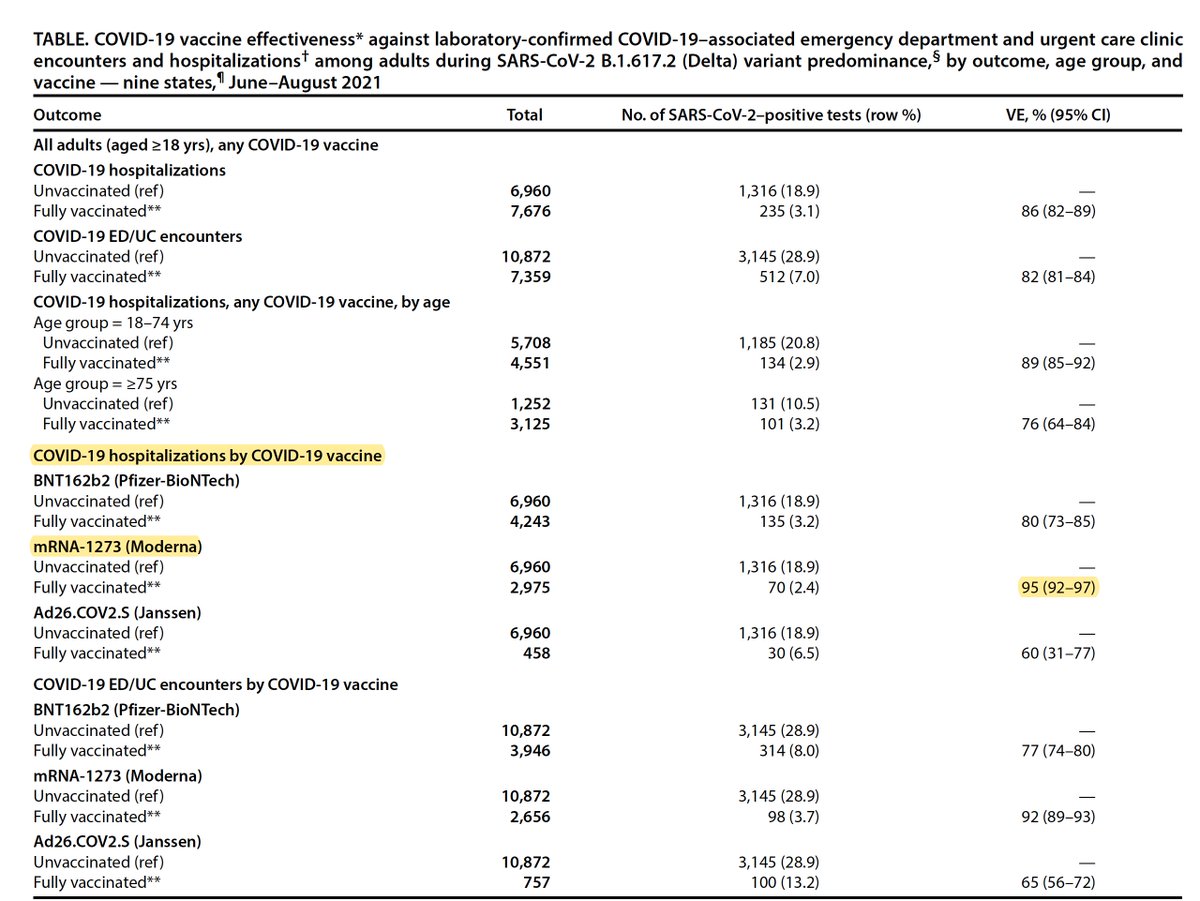 TABLE. COVID-19 vaccine effectiveness* against laboratory-confirmed COVID-19–associated emergency department and urgent care clinic
encounters and hospitalizations† among adults during SARS-CoV-2 B.1.617.2 (Delta) variant predominance,§ by outcome, age group, and
vaccine — nine states,¶ June–August 2021
Outcome Total No. of SARS-CoV-2–positive tests (row %) VE, % (95% CI)
All adults (aged ≥18 yrs), any COVID-19 vaccine
COVID-19 hospitalizations
Unvaccinated (ref) 6,960 1,316 (18.9) —
Fully vaccinated** 7,676 235 (3.1) 86 (82–89)
COVID-19 ED/UC encounters
Unvaccinated (ref) 10,872 3,145 (28.9) —
Fully vaccinated** 7,359 512 (7.0) 82 (81–84)
COVID-19 hospitalizations, any COVID-19 vaccine, by age
Age group = 18–74 yrs
Unvaccinated (ref) 5,708 1,185 (20.8) —
Fully vaccinated** 4,551 134 (2.9) 89 (85–92)
Age group = ≥75 yrs
Unvaccinated (ref) 1,252 131 (10.5) —
Fully vaccinated** 3,125 101 (3.2) 76 (64–84)
COVID-19 hospitalizations by COVID-19 vaccine
BNT162b2 (Pfizer-BioNTech)
Unvaccinated (ref) 6,960 1,316 (18.9) —
Fully vaccinated** 4,243 135 (3.2) 80 (73–85)
mRNA-1273 (Moderna)
Unvaccinated (ref) 6,960 1,316 (18.9) —
Fully vaccinated** 2,975 70 (2.4) 95 (92–97)
Ad26.COV2.S (Janssen)
Unvaccinated (ref) 6,960 1,316 (18.9) —
Fully vaccinated** 458 30 (6.5) 60 (31–77)
COVID-19 ED/UC encounters by COVID-19 vaccine
BNT162b2 (Pfizer-BioNTech)
Unvaccinated (ref) 10,872 3,145 (28.9) —
Fully vaccinated** 3,946 314 (8.0) 77 (74–80)
mRNA-1273 (Moderna)
Unvaccinated (ref) 10,872 3,145 (28.9) —
Fully vaccinated** 2,656 98 (3.7) 92 (89–93)
Ad26.COV2.S (Janssen)
Unvaccinated (ref) 10,872 3,145 (28.9) —
Fully vaccinated** 757 100 (13.2) 65 (56–72)